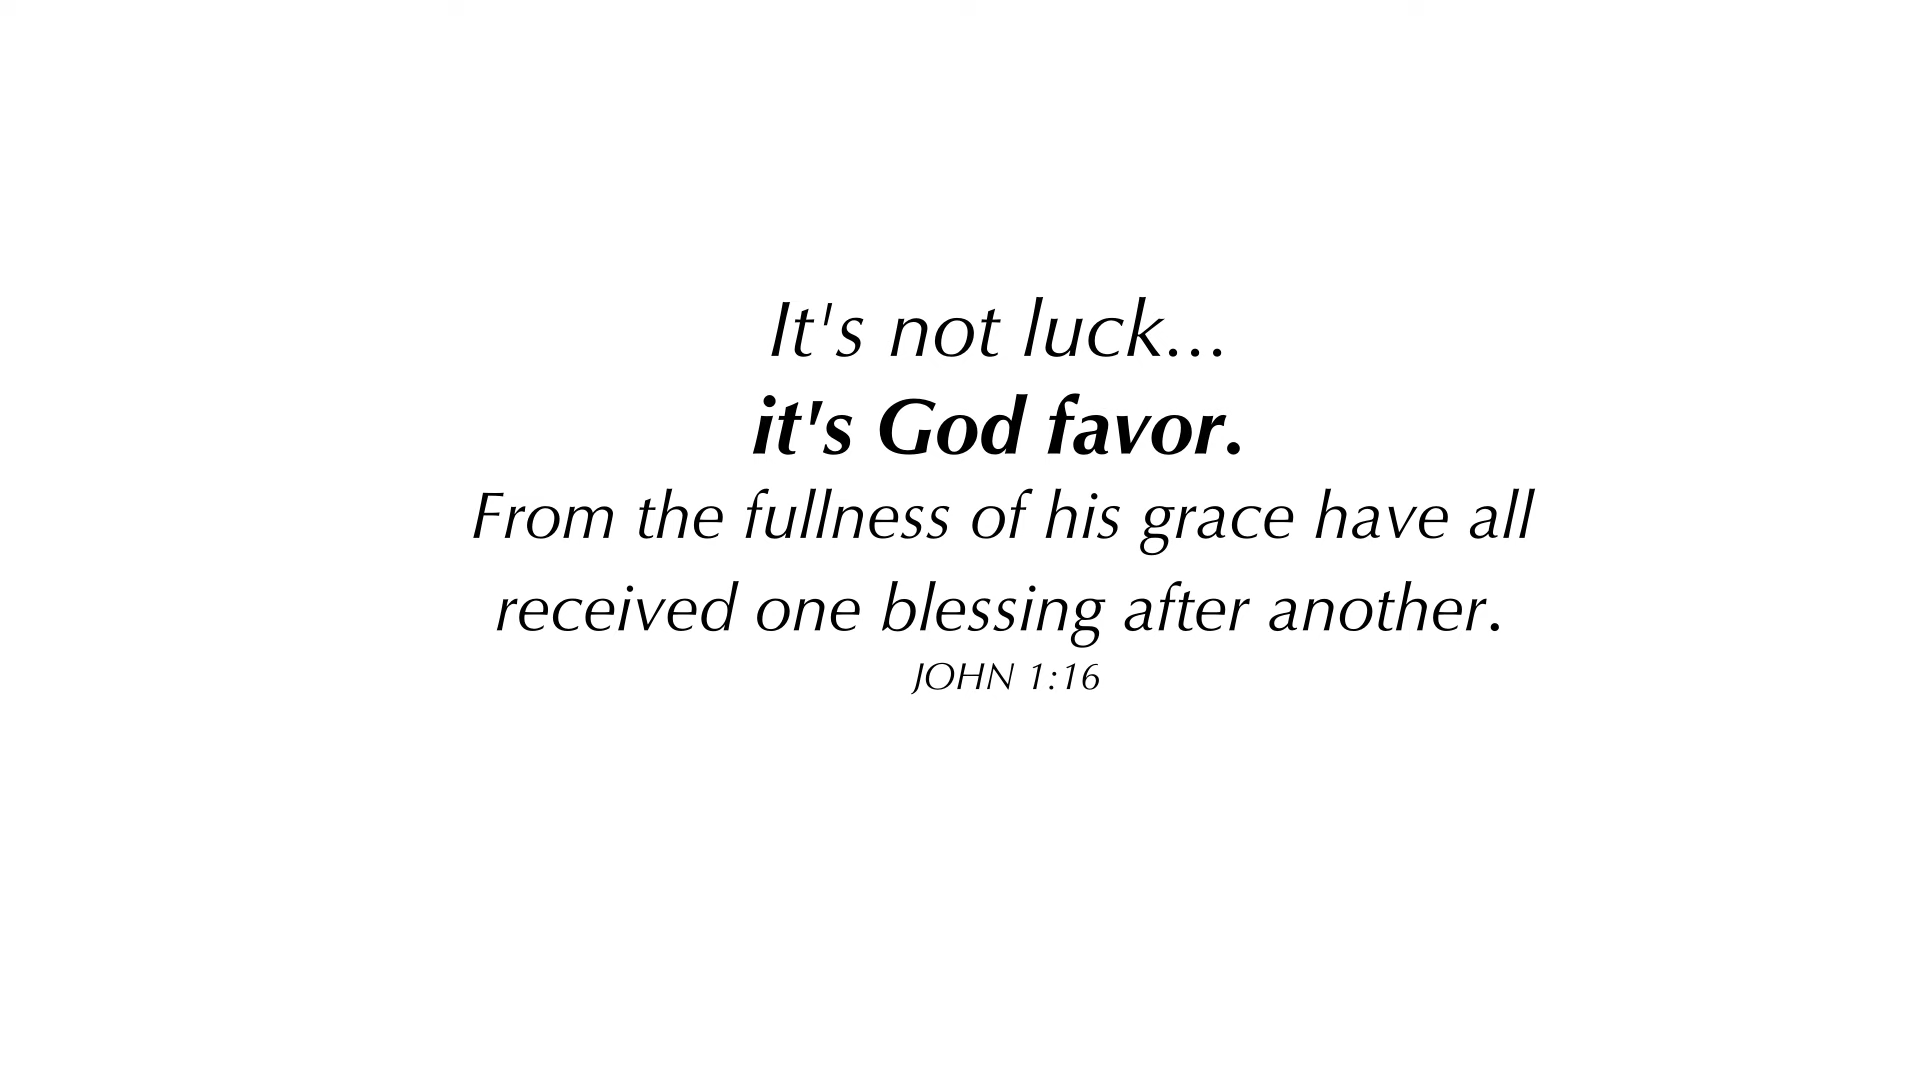 It's not luck...
it's God favor.
From the fullness of his grace have all
received one blessing after another.
JOHN 1:16